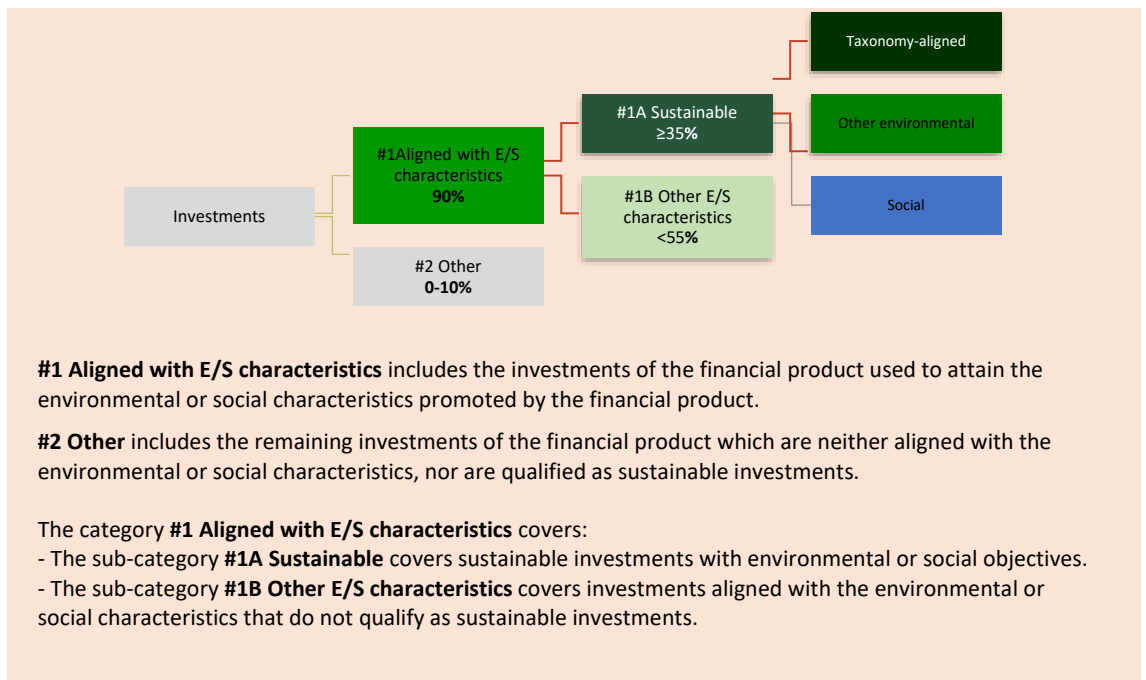 Taxonomy-aligned
#1A Sustainable
≥35%
Other environmental
#1Aligned with E/S
characteristics
90%
#1B Other E/S
characteristics
<55%
Social
Investments
#2 Other
0-10%
#1 Aligned with E/S characteristics includes the investments of the financial product used to attain the
environmental or social characteristics promoted by the financial product.
#2 Other includes the remaining investments of the financial product which are neither aligned with the
environmental or social characteristics, nor are qualified as sustainable investments.
The category #1 Aligned with E/S characteristics covers:
- The sub-category #1A Sustainable covers sustainable investments with environmental or social objectives.
- The sub-category #1B Other E/S characteristics covers investments aligned with the environmental or
social characteristics that do not qualify as sustainable investments.